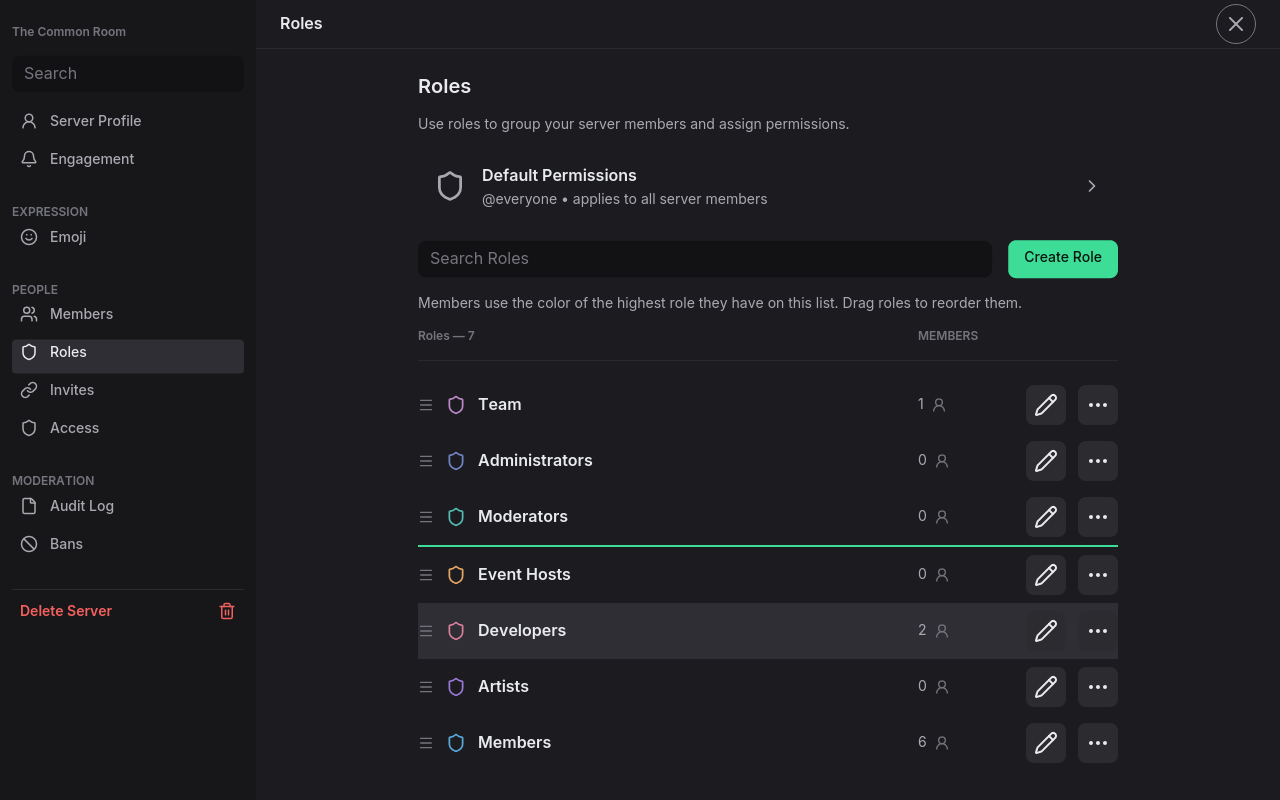 The Common Room
Search
Server Profile
Engagement
EXPRESSION
Emoji
PEOPLE
Members
Roles
Invites
Access
MODERATION
Audit Log
Bans
Delete Server
Roles
Roles
Use roles to group your server members and assign permissions.
Default Permissions
@everyone • applies to all server members
Search Roles
Create Role
Members use the color of the highest role they have on this list. Drag roles to reorder them.
Roles — 7 MEMBERS
Team 1
Administrators 0
Moderators 0
Event Hosts 0
Developers 2
Artists 0
Members 6